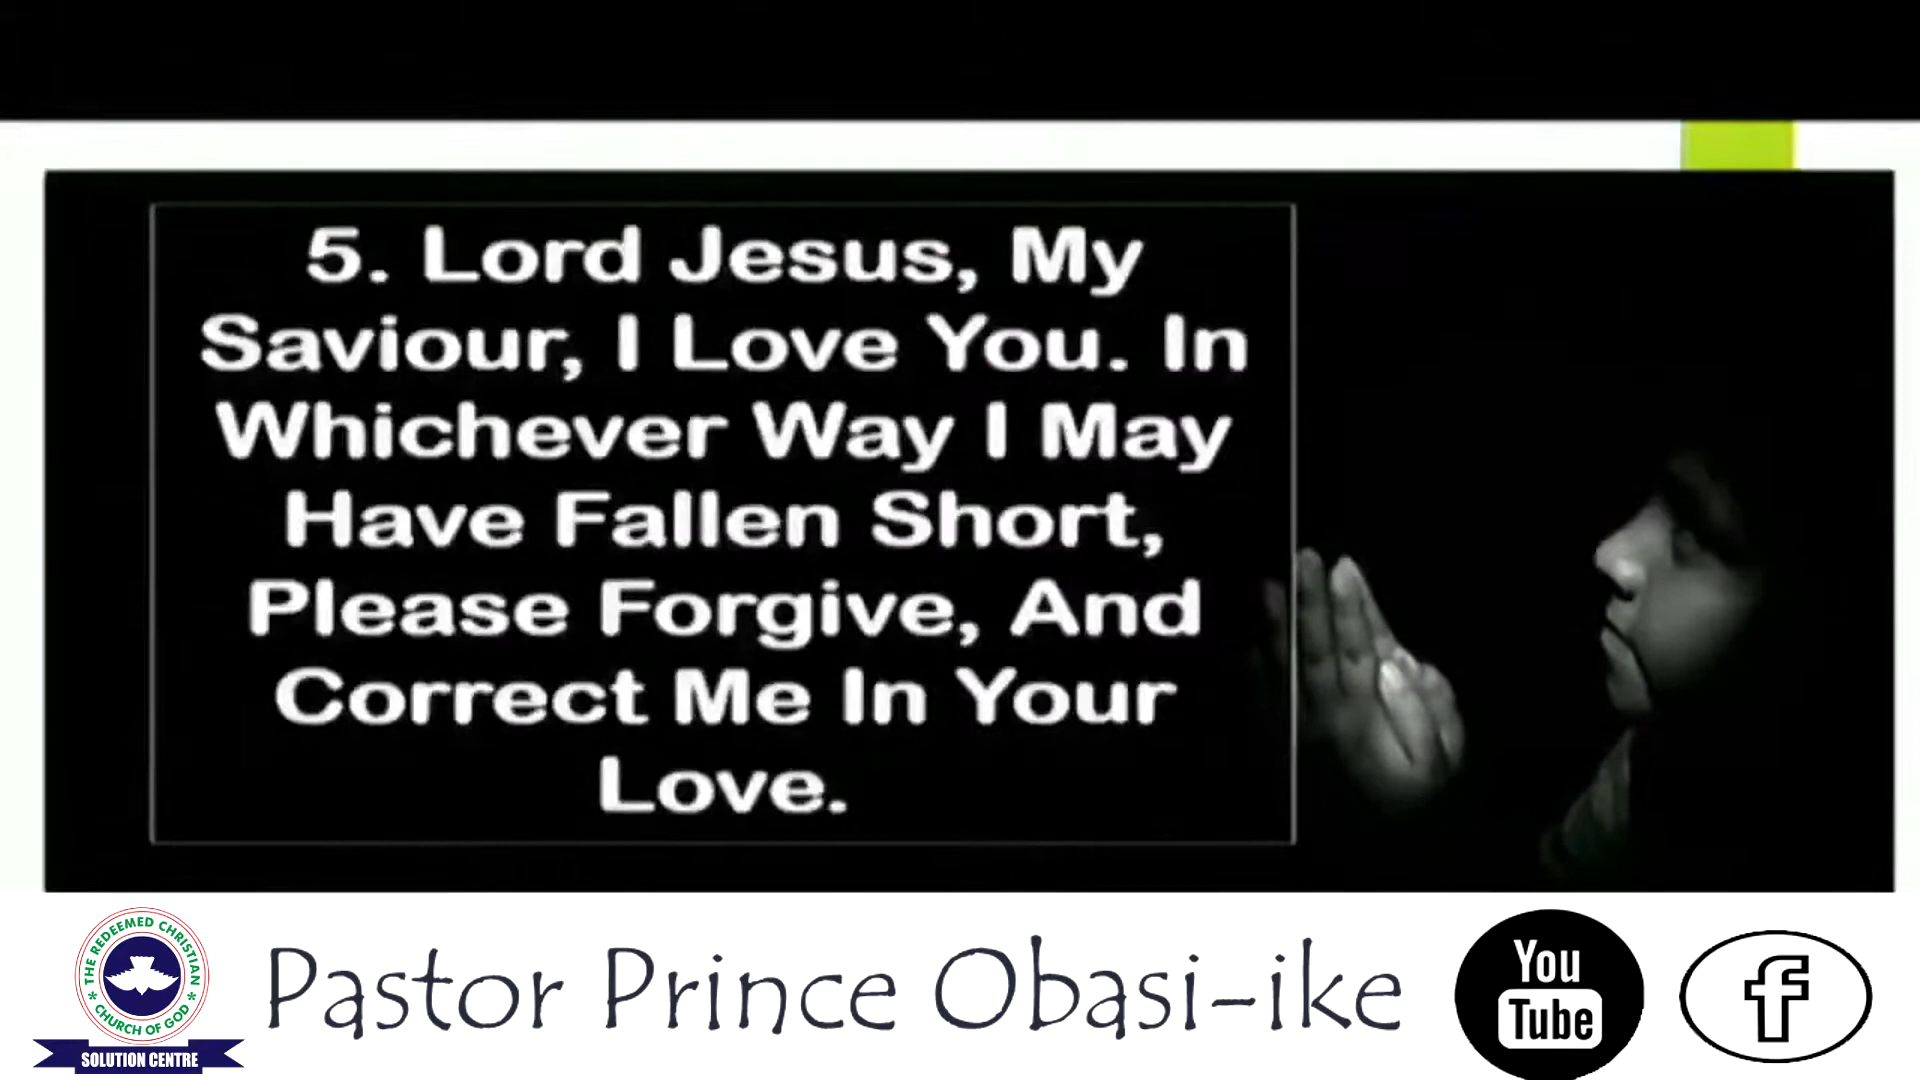 5. Lord Jesus, My
Saviour, I Love You. In
Whichever Way I May
Have Fallen Short,
Please Forgive, And
Correct Me In Your
Love.
THE REDEEMED CHRISTIAN
CHURCH OF GOD
SOLUTION CENTRE
Pastor Prince Obasi-ike
You
Tube
f